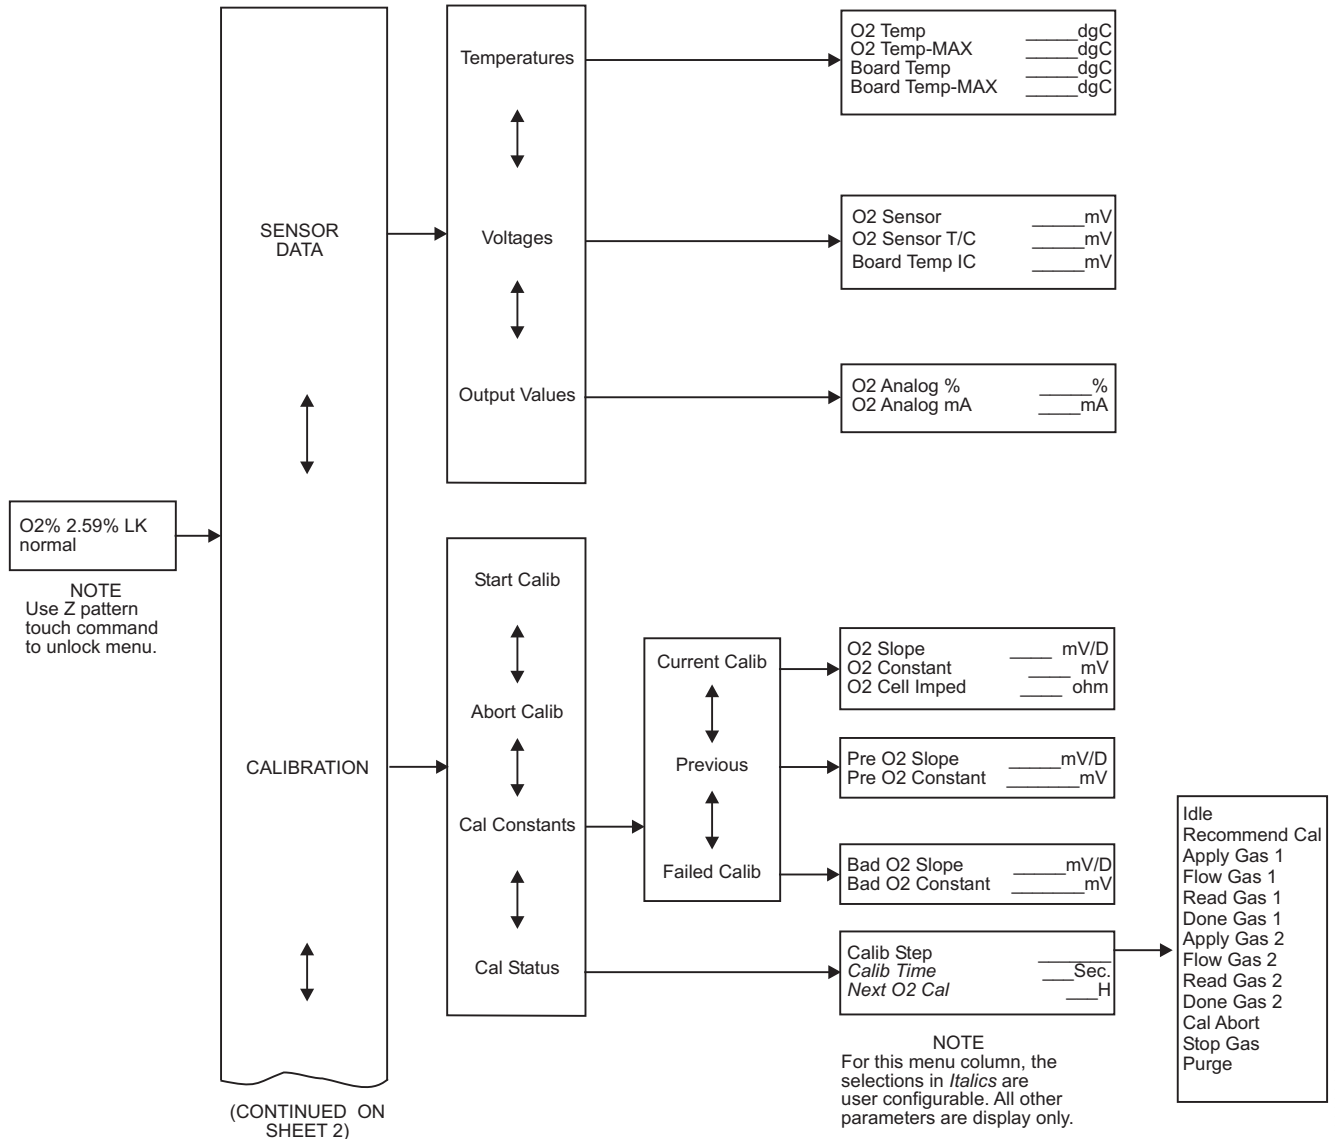 O2% 2.59% LK
normal
NOTE
Use Z pattern
touch command
to unlock menu.
SENSOR
DATA
CALIBRATION
(CONTINUED ON
SHEET 2)
Temperatures
Voltages
Output Values
O2 Temp _____dgC
O2 Temp-MAX _____dgC
Board Temp _____dgC
Board Temp-MAX _____dgC
O2 Sensor _____mV
O2 Sensor T/C _____mV
Board Temp IC _____mV
O2 Analog % _____%
O2 Analog mA ____mA
Start Calib
Abort Calib
Cal Constants
Cal Status
Current Calib
Previous
Failed Calib
O2 Slope ____ mV/D
O2 Constant ____ mV
O2 Cell Imped ____ ohm
Pre O2 Slope _____mV/D
Pre O2 Constant _______mV
Bad O2 Slope _____mV/D
Bad O2 Constant _______mV
Calib Step _______
Calib Time ___Sec.
Next O2 Cal ___H
NOTE
For this menu column, the
selections in Italics are
user configurable. All other
parameters are display only.
Idle
Recommend Cal
Apply Gas 1
Flow Gas 1
Read Gas 1
Done Gas 1
Apply Gas 2
Flow Gas 2
Read Gas 2
Done Gas 2
Cal Abort
Stop Gas
Purge